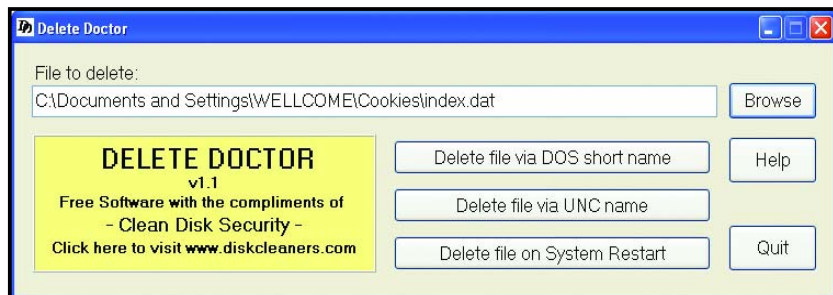 Delete Doctor
File to delete:
C:\Documents and Settings\WELLCOME\Cookies\index.dat
Browse
DELETE DOCTOR
v1.1
Free Software with the compliments of
- Clean Disk Security -
Click here to visit www.diskcleaners.com
Delete file via DOS short name
Delete file via UNC name
Delete file on System Restart
Help
Quit